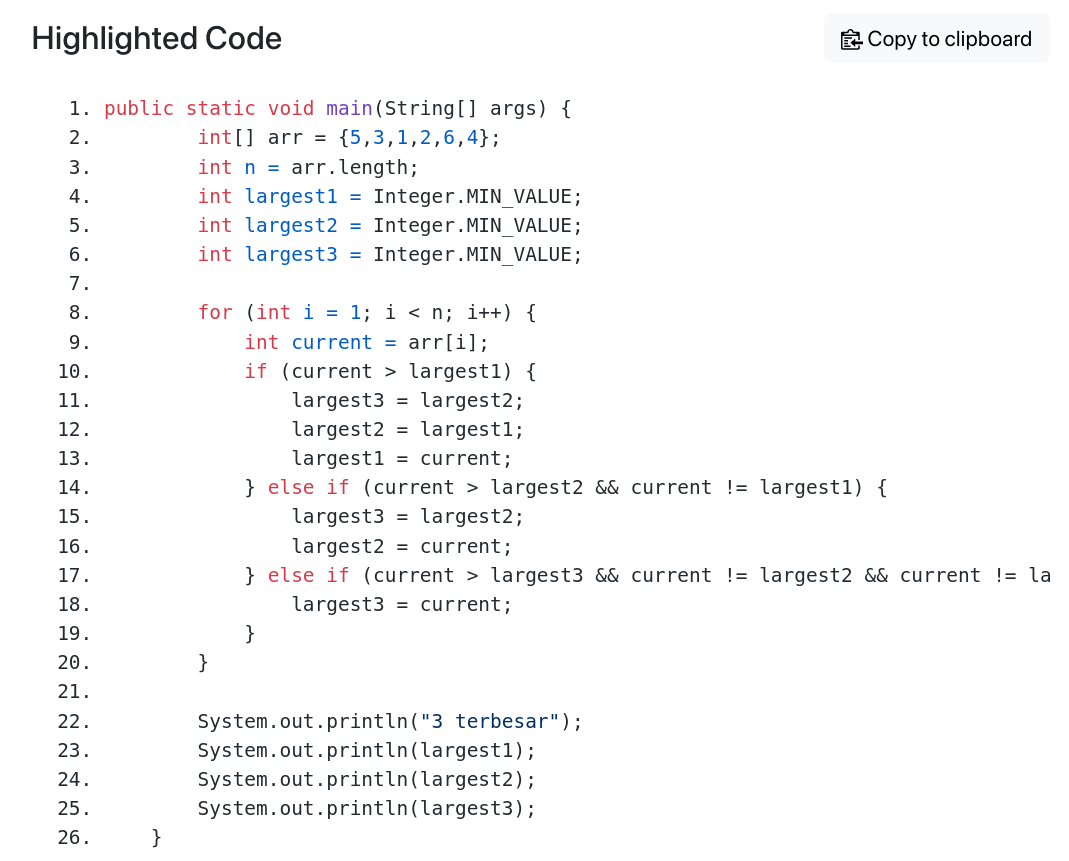 Highlighted Code
Copy to clipboard
1. public static void main(String[] args) {
2.         int[] arr = {5,3,1,2,6,4};
3.         int n = arr.length;
4.         int largest1 = Integer.MIN_VALUE;
5.         int largest2 = Integer.MIN_VALUE;
6.         int largest3 = Integer.MIN_VALUE;
7.
8.         for (int i = 1; i < n; i++) {
9.             int current = arr[i];
10.             if (current > largest1) {
11.                 largest3 = largest2;
12.                 largest2 = largest1;
13.                 largest1 = current;
14.             } else if (current > largest2 && current != largest1) {
15.                 largest3 = largest2;
16.                 largest2 = current;
17.             } else if (current > largest3 && current != largest2 && current != la
18.                 largest3 = current;
19.             }
20.         }
21.
22.         System.out.println("3 terbesar");
23.         System.out.println(largest1);
24.         System.out.println(largest2);
25.         System.out.println(largest3);
26.     }